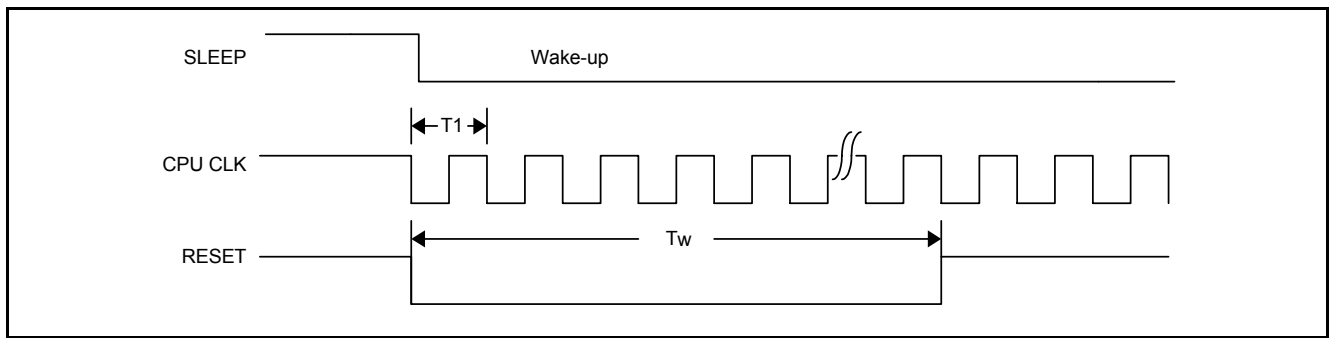 SLEEP
Wake-up
T1
CPU CLK
Tw
RESET